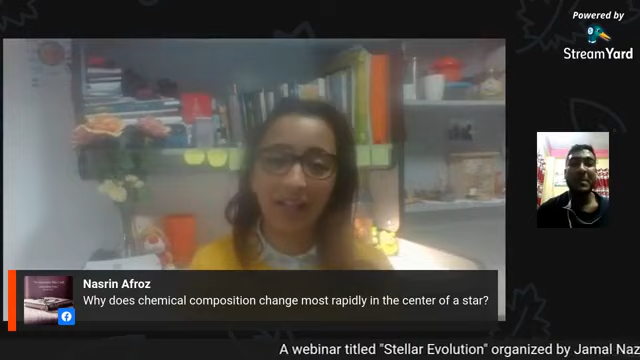 Powered by
StreamYard
Nasrin Afroz
Why does chemical composition change most rapidly in the center of a star?
A webinar titled "Stellar Evolution" organized by Jamal Naz